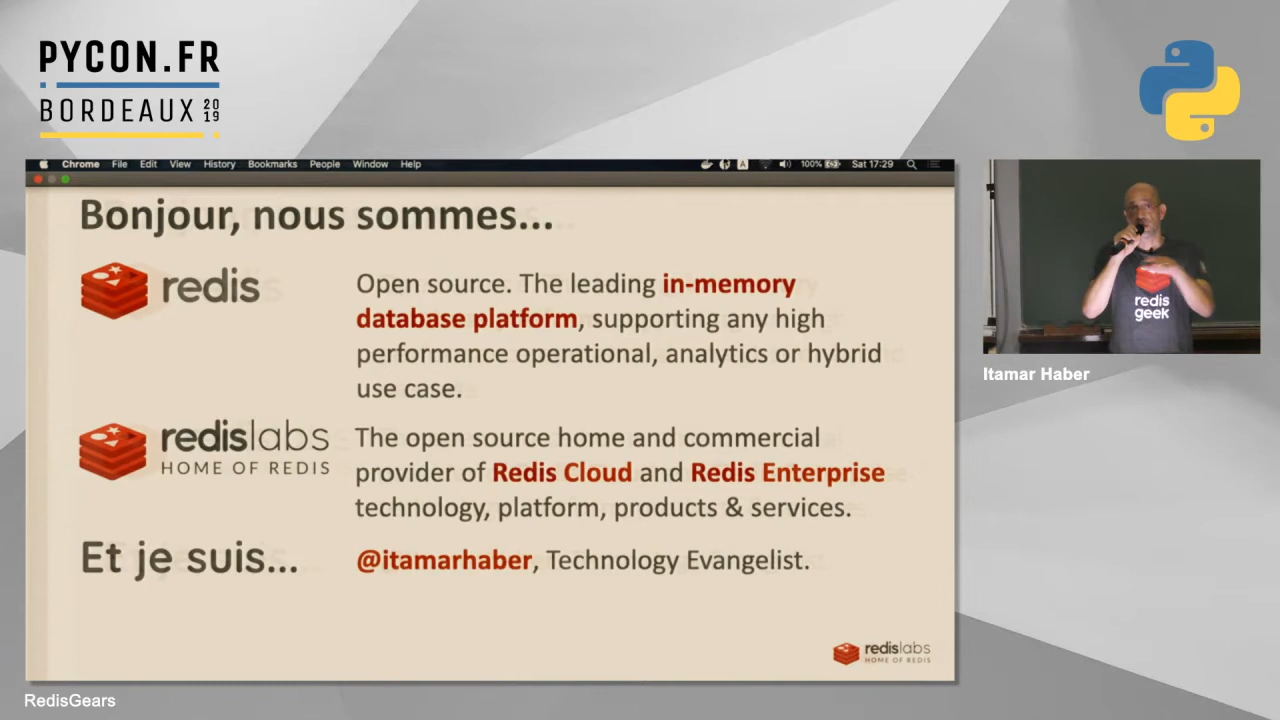 PYCON.FR
BORDEAUX 2019
Chrome File Edit View History Bookmarks People Window Help
A 100% Sat 17:29
Bonjour, nous sommes...
redis
Open source. The leading in-memory
database platform, supporting any high
performance operational, analytics or hybrid
use case.
redislabs
HOME OF REDIS
The open source home and commercial
provider of Redis Cloud and Redis Enterprise
technology, platform, products & services.
Et je suis...
@itamarhaber, Technology Evangelist.
redislabs
HOME OF REDIS
redis
geek
Itamar Haber
RedisGears